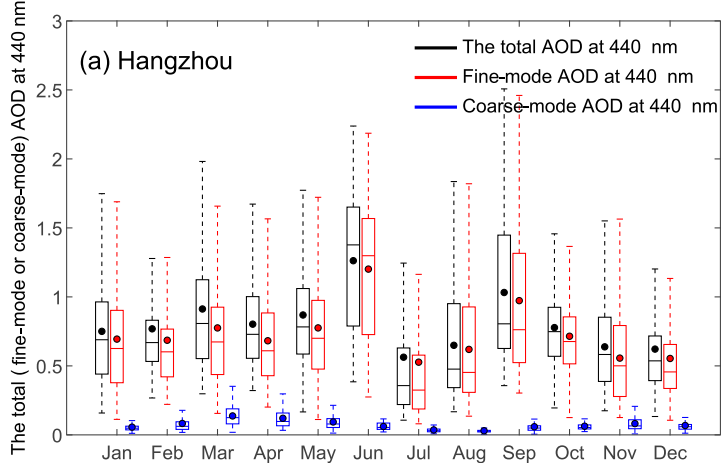 The total ( fine-mode or coarse-mode) AOD at 440 nm
3
2.5
2
1.5
1
0.5
0
(a) Hangzhou
The total AOD at 440 nm
Fine-mode AOD at 440 nm
Coarse-mode AOD at 440 nm
Jan Feb Mar Apr May Jun Jul Aug Sep Oct Nov Dec